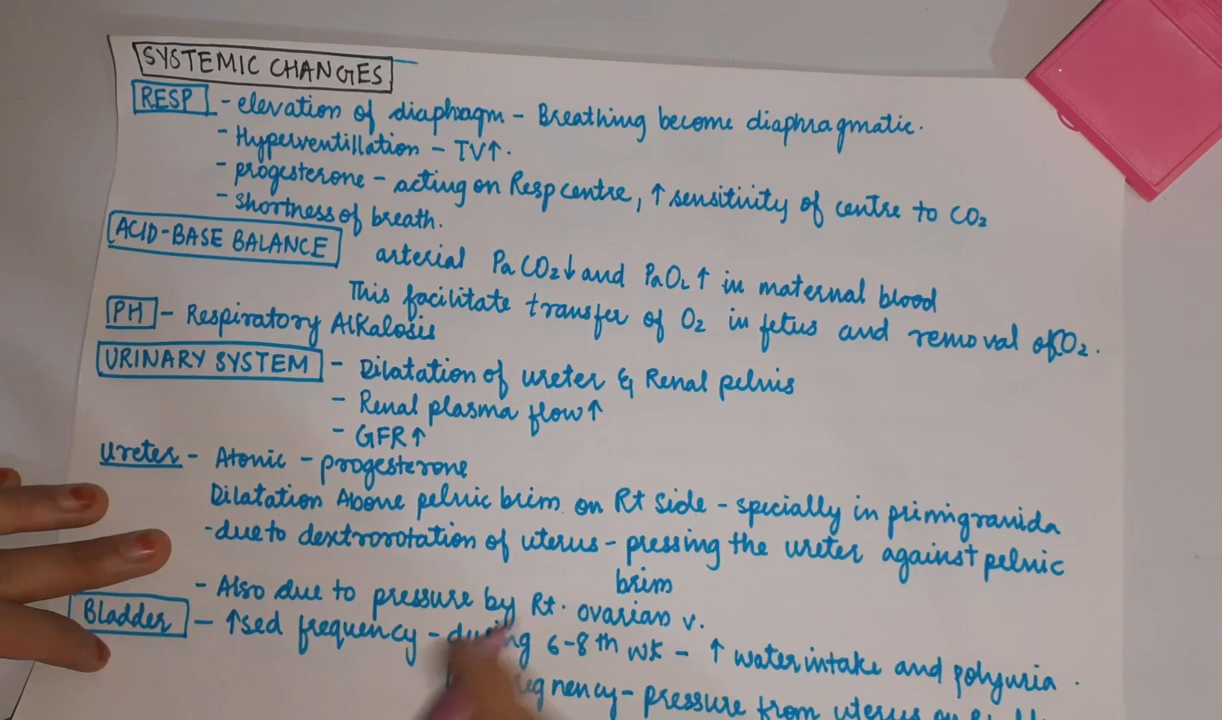 SYSTEMIC CHANGES
RESP - elevation of diaphagm - Breathing become diaphragmatic.
- Hyperventillation - TV↑.
- progesterone - acting on Resp centre, ↑ sensitivity of centre to CO2
- Shortness of breath.
ACID-BASE BALANCE
arterial PaCO2↓ and PaO2↑ in maternal blood
This facilitate transfer of O2 in fetus and removal of CO2.
PH - Respiratory Alkalosis
URINARY SYSTEM - Dilatation of ureter & Renal pelvis
- Renal plasma flow↑
- GFR↑
Ureter - Atonic - progesterone
Dilatation Above pelvic brim on Rt Side - specially in primigravida
- due to dextrorotation of uterus - pressing the ureter against pelvic
brim
- Also due to pressure by Rt. ovarian v.
Bladder - ↑sed frequency - during 6-8th wk - ↑ water intake and polyuria.
pressure from uterus